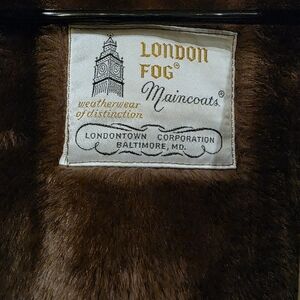 LONDON
FOG®
Maincoats®
weatherwear
of distinction
LONDONTOWN CORPORATION
BALTIMORE, MD.